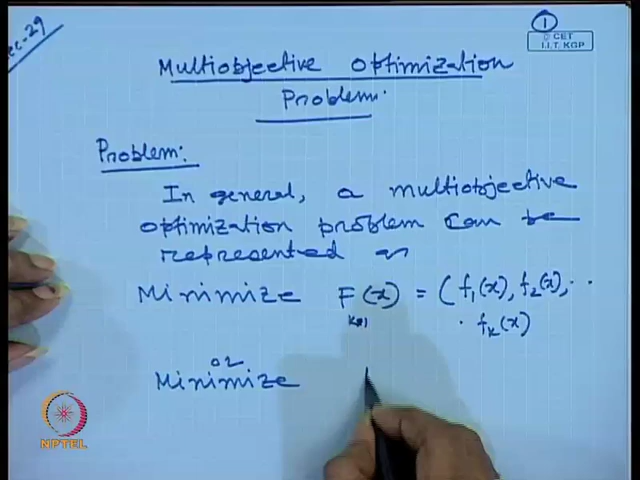 Lec-29
1
© CET
I.I.T. KGP
Multiobjective optimization
Problem.
Problem:
In general, a multiobjective
optimization problem can be
represented as
Minimize F(x) = (f₁(x), f₂(x), ..
. fₖ(x)
K×1
or
Minimize
NPTEL